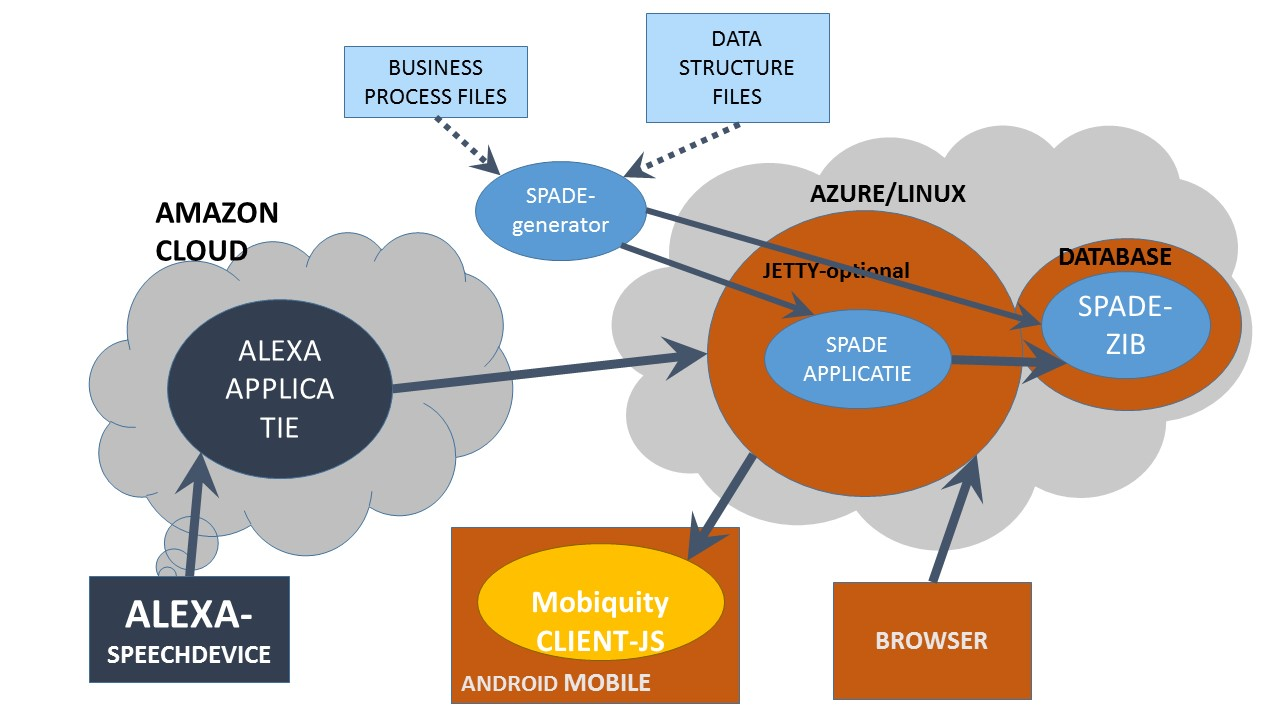 BUSINESS
PROCESS FILES
DATA
STRUCTURE
FILES
SPADE-
generator
AMAZON
CLOUD
AZURE/LINUX
JETTY-optional
DATABASE
SPADE-
ZIB
ALEXA
APPLICA
TIE
SPADE
APPLICATIE
ALEXA-
SPEECHDEVICE
Mobiquity
CLIENT-JS
ANDROID MOBILE
BROWSER